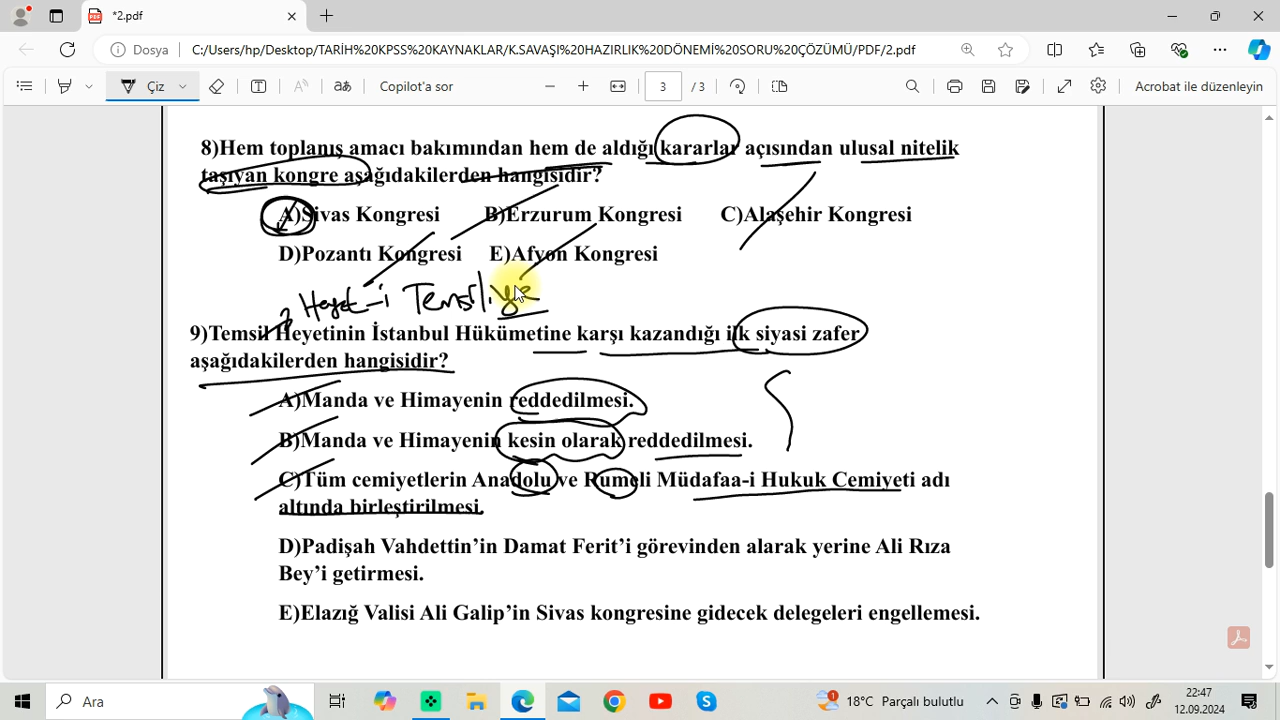 *2.pdf
Dosya
C:/Users/hp/Desktop/TARİH%20KPSS%20KAYNAKLAR/K.SAVAŞI%20HAZIRLIK%20DÖNEMİ%20SORU%20ÇÖZÜMÜ/PDF/2.pdf
Çiz
aあ
Copilot'a sor
3 / 3
Acrobat ile düzenleyin
8)Hem toplanış amacı bakımından hem de aldığı kararlar açısından ulusal nitelik
taşıyan kongre aşağıdakilerden hangisidir?
A)Sivas Kongresi B)Erzurum Kongresi C)Alaşehir Kongresi
D)Pozantı Kongresi E)Afyon Kongresi
Heyet-i Temsiliye
9)Temsil Heyetinin İstanbul Hükümetine karşı kazandığı ilk siyasi zafer
aşağıdakilerden hangisidir?
A)Manda ve Himayenin reddedilmesi.
B)Manda ve Himayenin kesin olarak reddedilmesi.
C)Tüm cemiyetlerin Anadolu ve Rumeli Müdafaa-i Hukuk Cemiyeti adı
altında birleştirilmesi.
D)Padişah Vahdettin'in Damat Ferit'i görevinden alarak yerine Ali Rıza
Bey'i getirmesi.
E)Elazığ Valisi Ali Galip'in Sivas kongresine gidecek delegeleri engellemesi.
Ara
18°C Parçalı bulutlu
22:47
12.09.2024